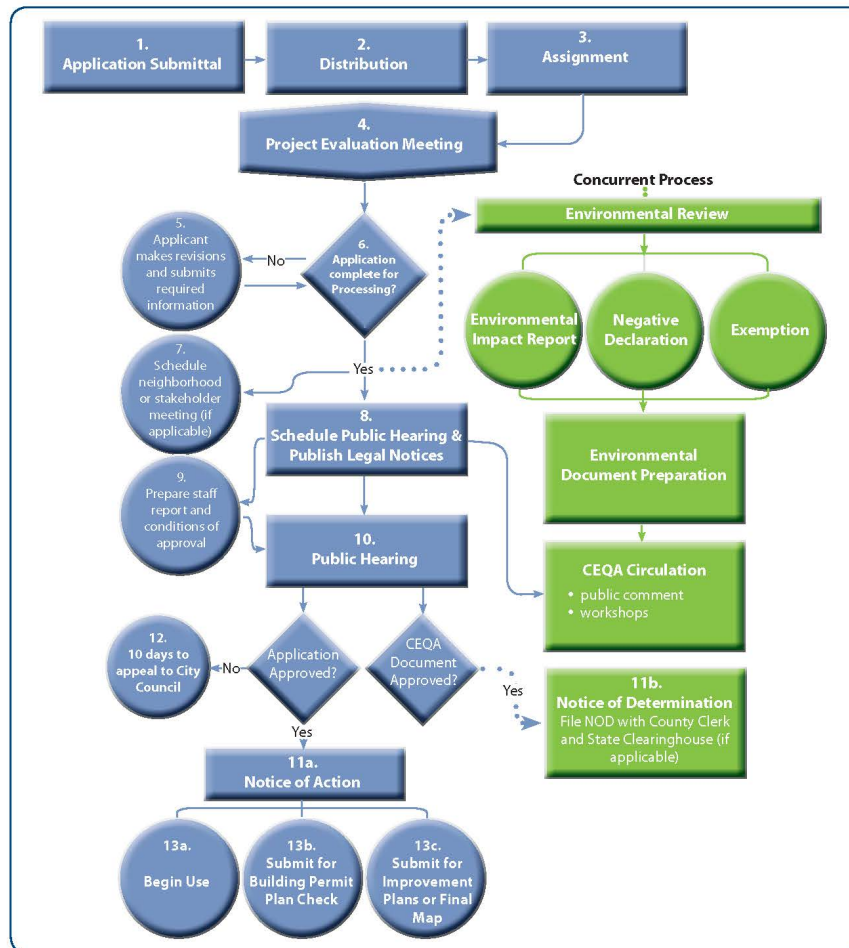 1.
Application Submittal
2.
Distribution
3.
Assignment
4.
Project Evaluation Meeting
Concurrent Process
Environmental Review
5.
Applicant
makes revisions
and submits
required
information
No
6.
Application
complete for
Processing?
Environmental
Impact Report
Negative
Declaration
Exemption
Yes
7.
Schedule
neighborhood
or stakeholder
meeting (if
applicable)
8.
Schedule Public Hearing &
Publish Legal Notices
Environmental
Document Preparation
9.
Prepare staff
report and
conditions of
approval
10.
Public Hearing
CEQA Circulation
• public comment
• workshops
12.
10 days to
appeal to City
Council
No
Application
Approved?
CEQA
Document
Approved?
Yes
11b.
Notice of Determination
File NOD with County Clerk
and State Clearinghouse (if
applicable)
Yes
11a.
Notice of Action
13a.
Begin Use
13b.
Submit for
Building Permit
Plan Check
13c.
Submit for
Improvement
Plans or Final
Map